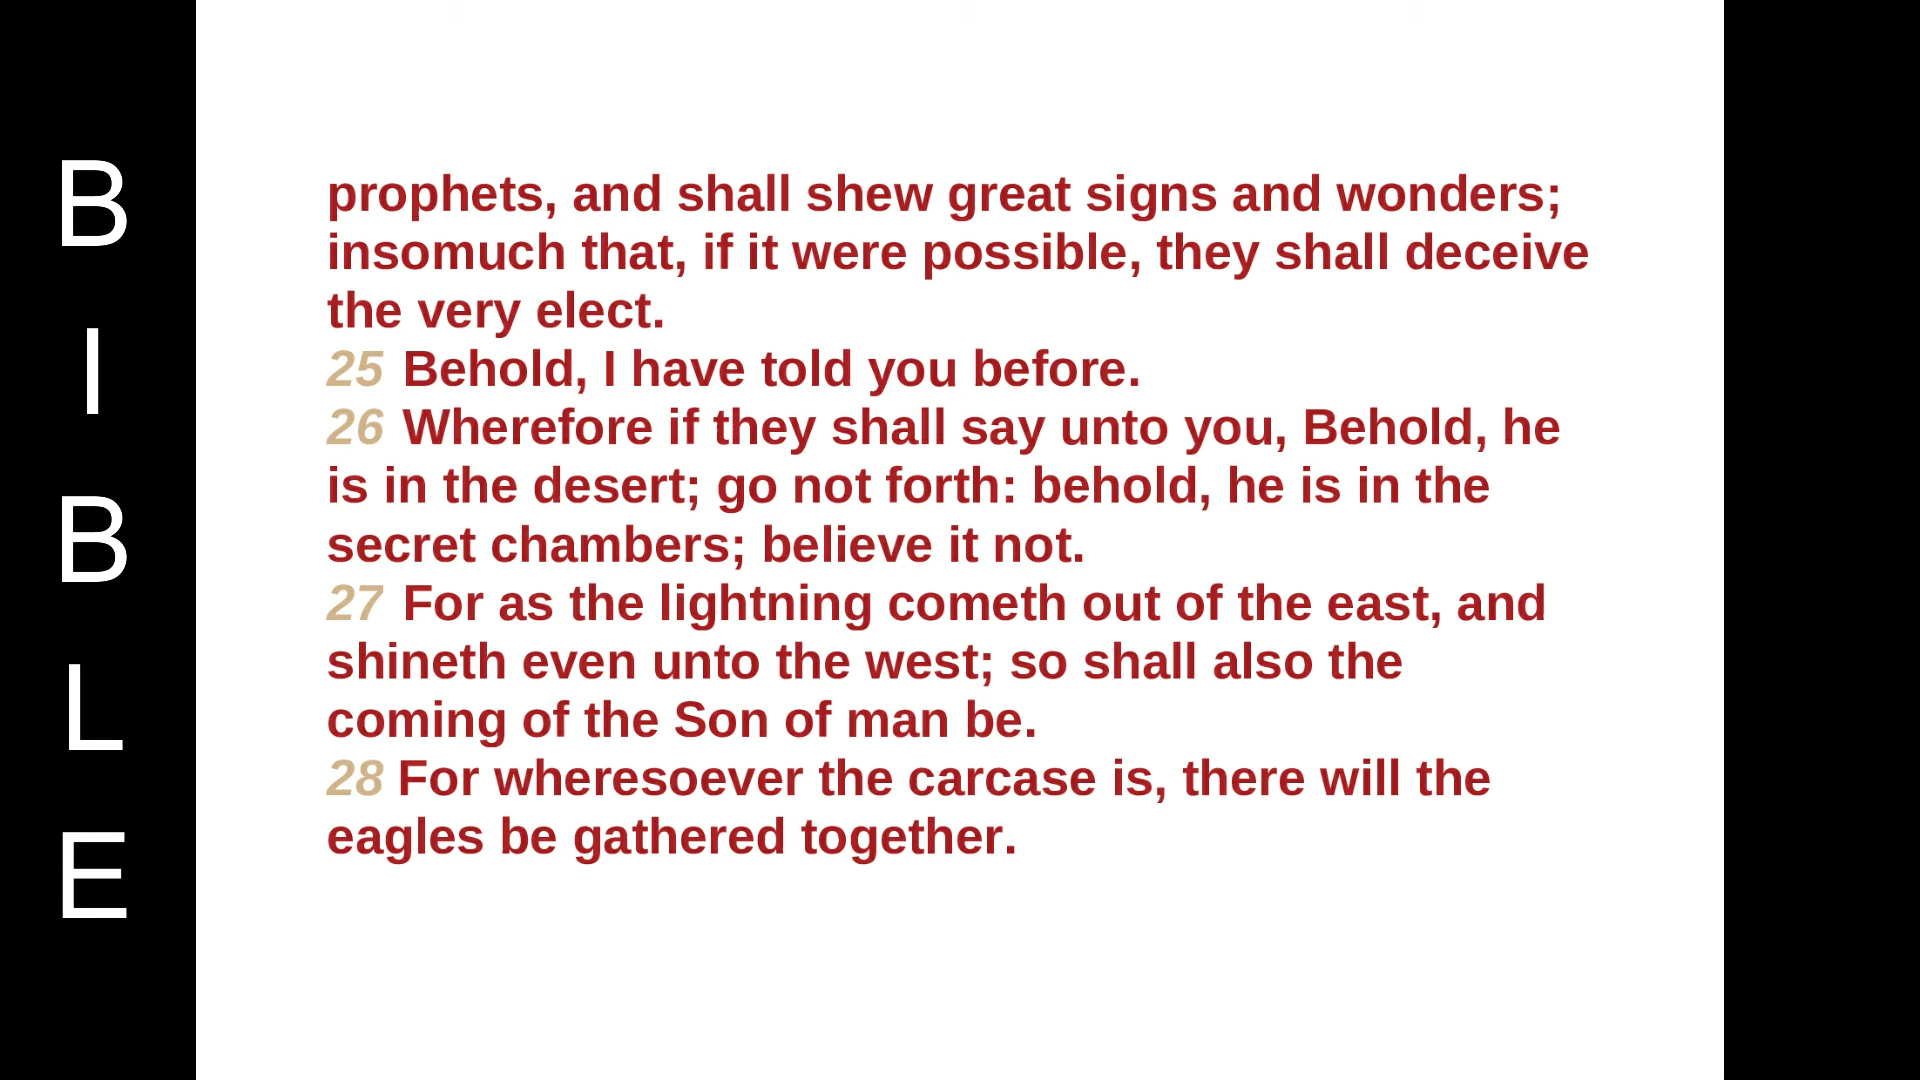 B
I
B
L
E
prophets, and shall shew great signs and wonders;
insomuch that, if it were possible, they shall deceive
the very elect.
25 Behold, I have told you before.
26 Wherefore if they shall say unto you, Behold, he
is in the desert; go not forth: behold, he is in the
secret chambers; believe it not.
27 For as the lightning cometh out of the east, and
shineth even unto the west; so shall also the
coming of the Son of man be.
28 For wheresoever the carcase is, there will the
eagles be gathered together.